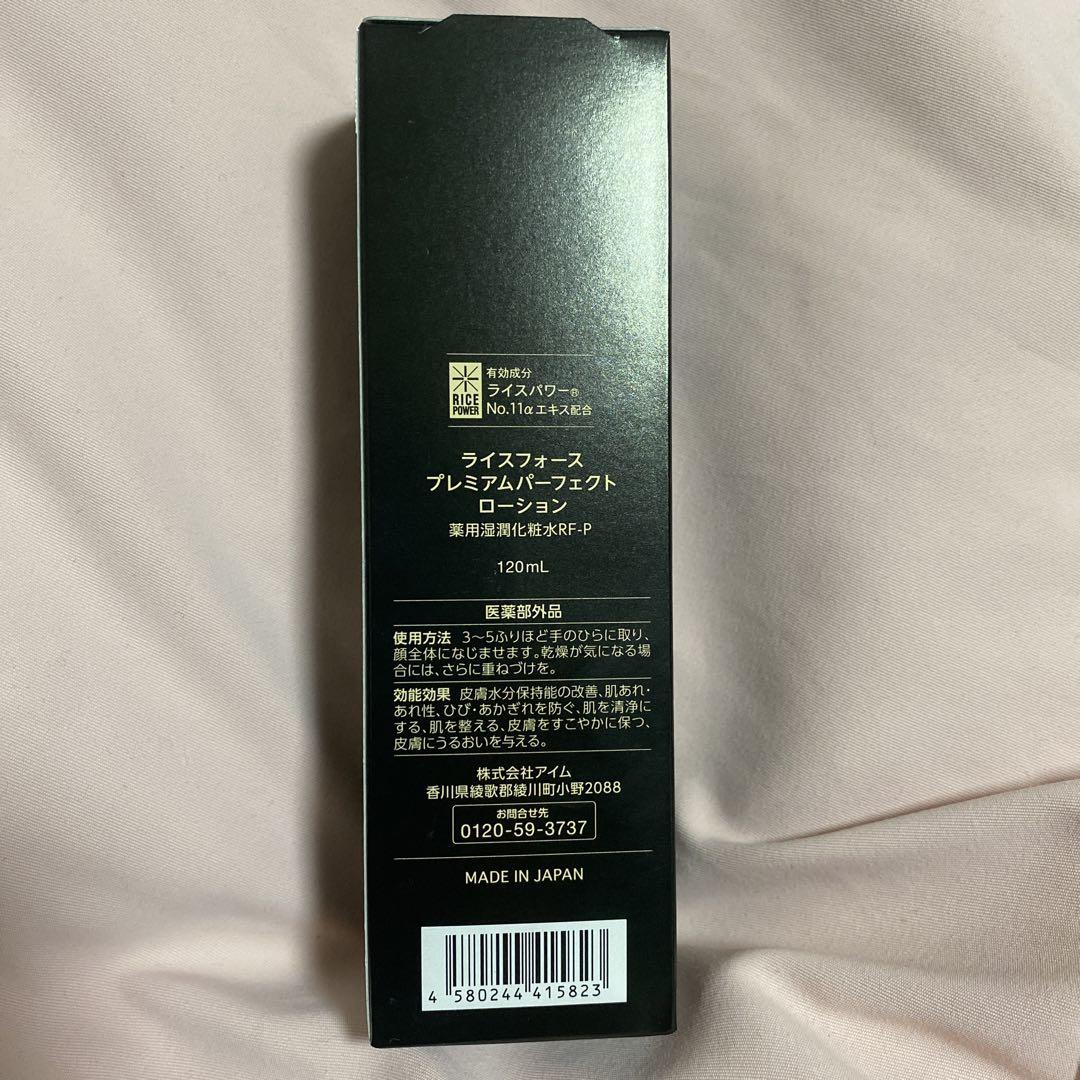 RICE
POWER
有効成分
ライスパワー®
No.11αエキス配合
ライスフォース
プレミアムパーフェクト
ローション
薬用湿潤化粧水RF-P
120mL
医薬部外品
使用方法 3〜5ふりほど手のひらに取り、
顔全体になじませます。乾燥が気になる場
合には、さらに重ねづけを。
効能効果 皮膚水分保持能の改善、肌あれ・
あれ性、ひび・あかぎれを防ぐ、肌を清浄に
する、肌を整える、皮膚をすこやかに保つ、
皮膚にうるおいを与える。
株式会社アイム
香川県綾歌郡綾川町小野2088
お問合せ先
0120-59-3737
MADE IN JAPAN
4 580244 415823